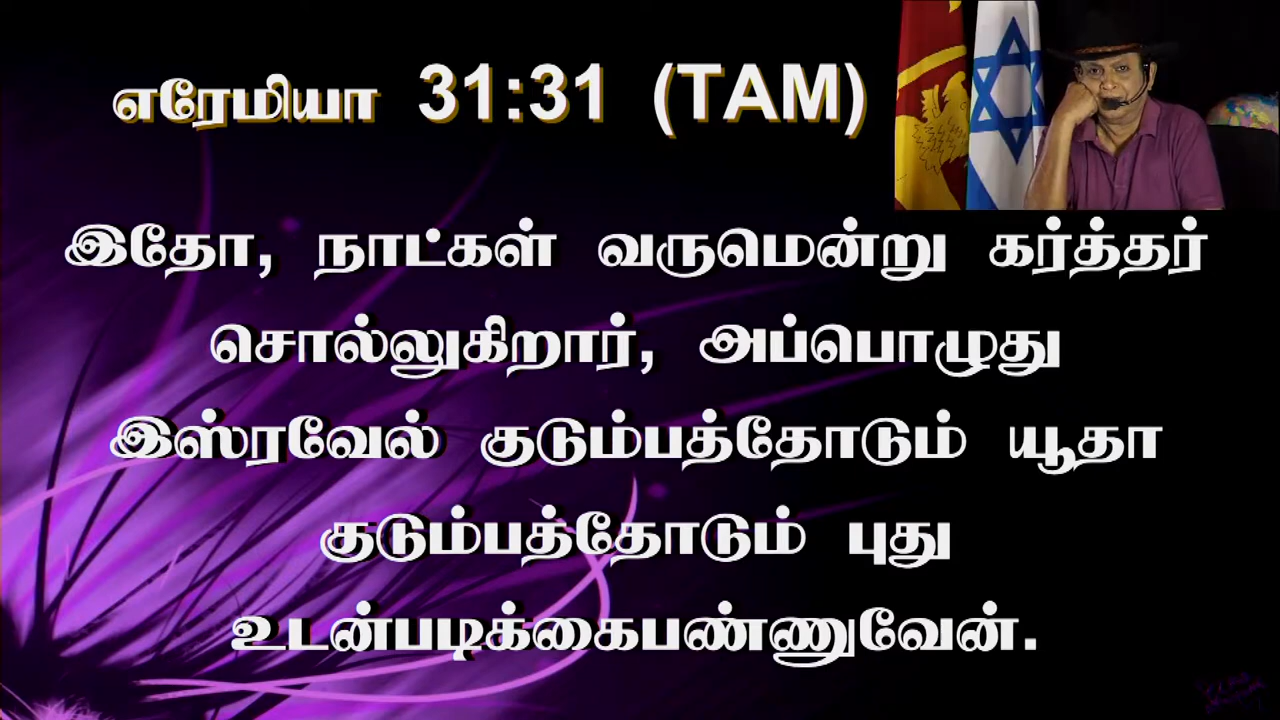 எரேமியா 31:31 (TAM)
இதோ, நாட்கள் வருமென்று கர்த்தர்
சொல்லுகிறார், அப்பொழுது
இஸ்ரவேல் குடும்பத்தோடும் யூதா
குடும்பத்தோடும் புது
உடன்படிக்கைபண்ணுவேன்.